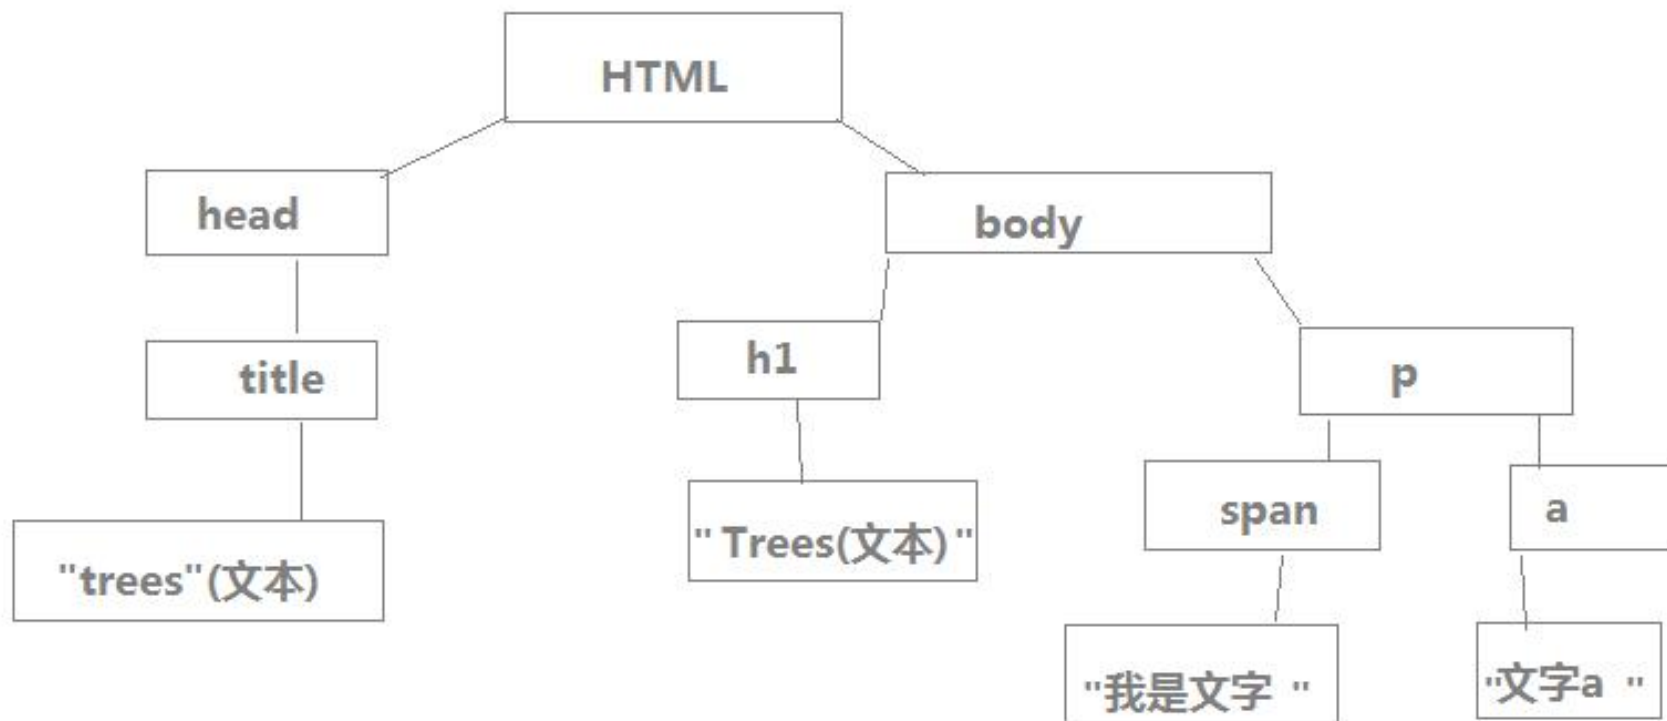 HTML
head
body
title
h1
p
"trees"(文本)
" Trees(文本) "
span
a
"我是文字 "
"文字a "